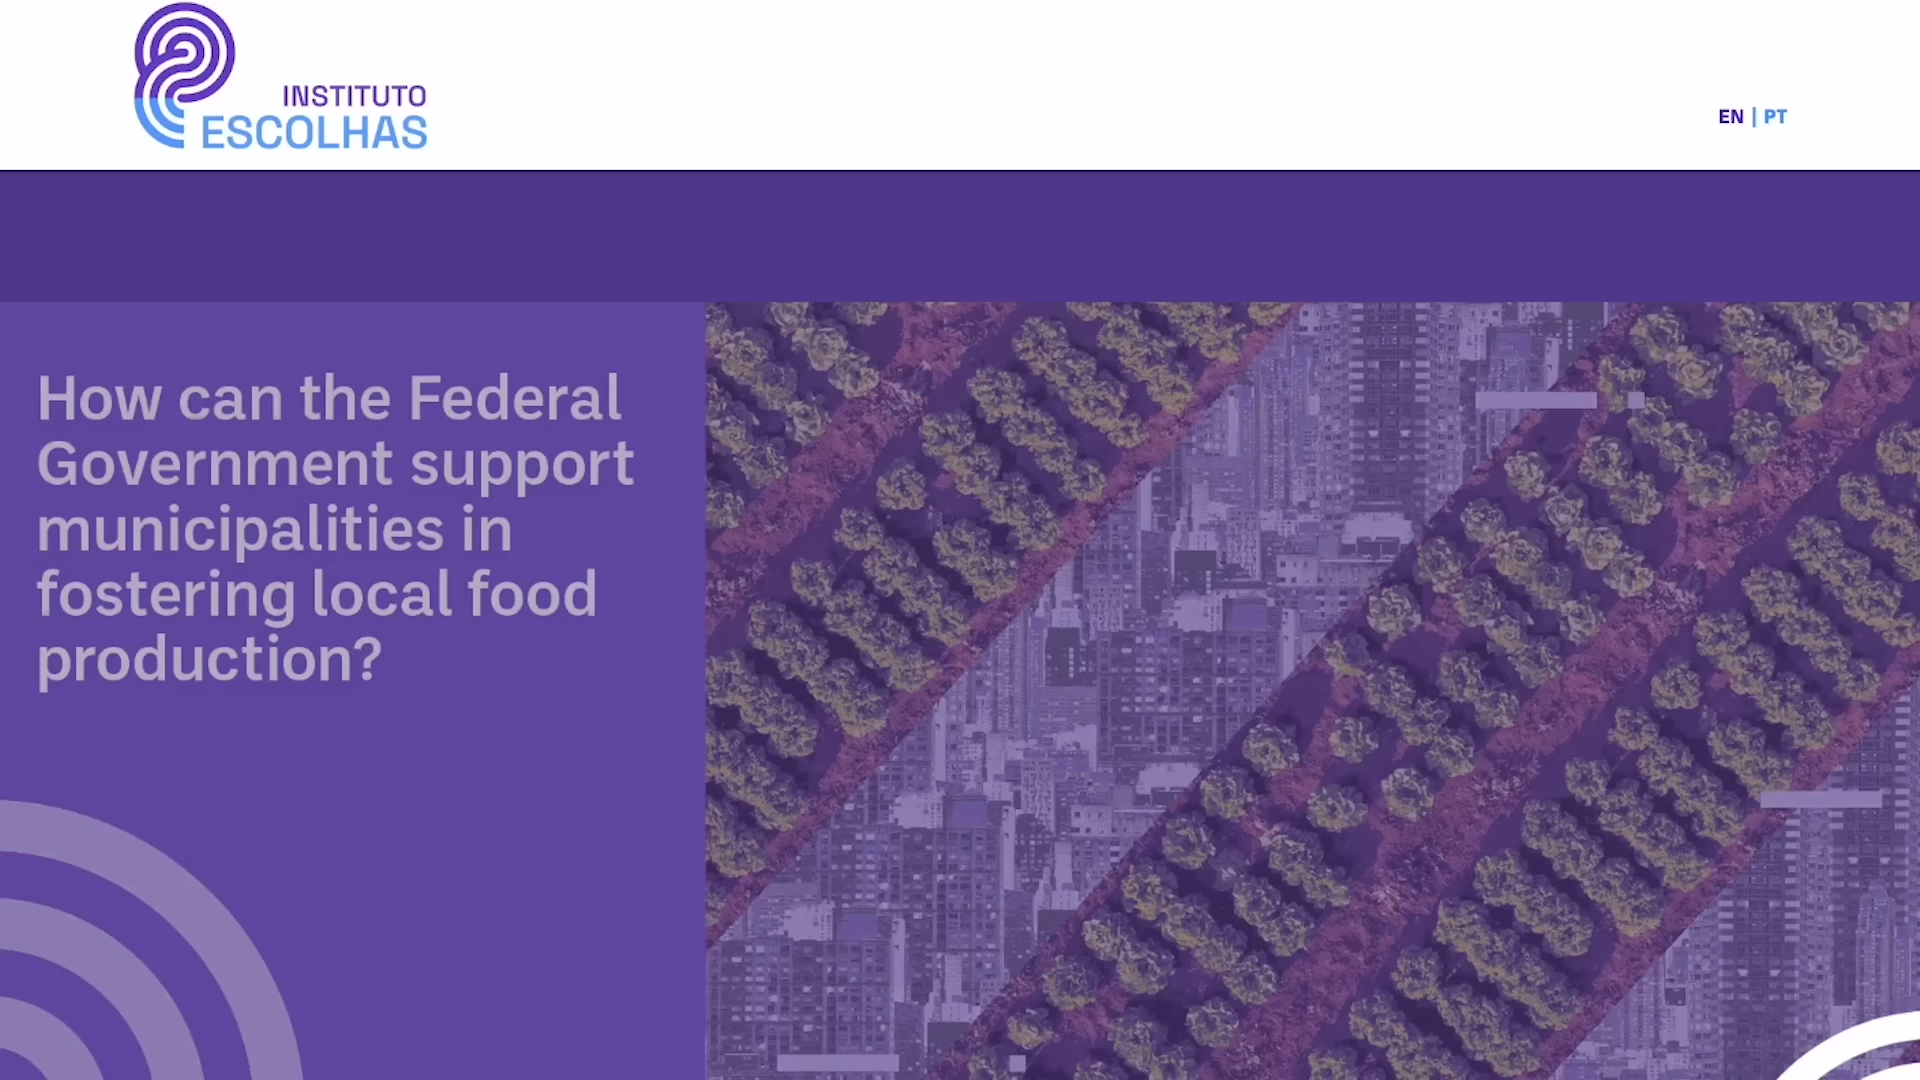 INSTITUTO
ESCOLHAS
EN | PT
How can the Federal
Government support
municipalities in
fostering local food
production?